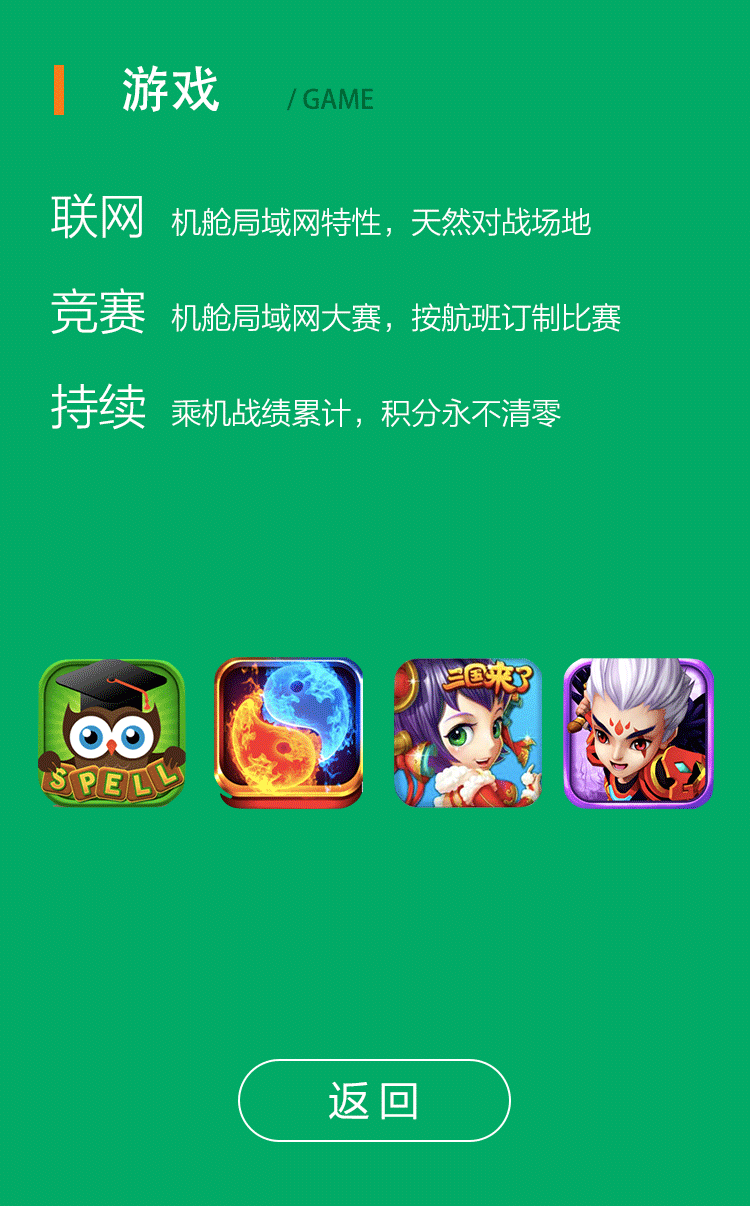 游戏 / GAME
联网 机舱局域网特性，天然对战场地
竞赛 机舱局域网大赛，按航班订制比赛
持续 乘机战绩累计，积分永不清零
SPELL
三国来了
返回